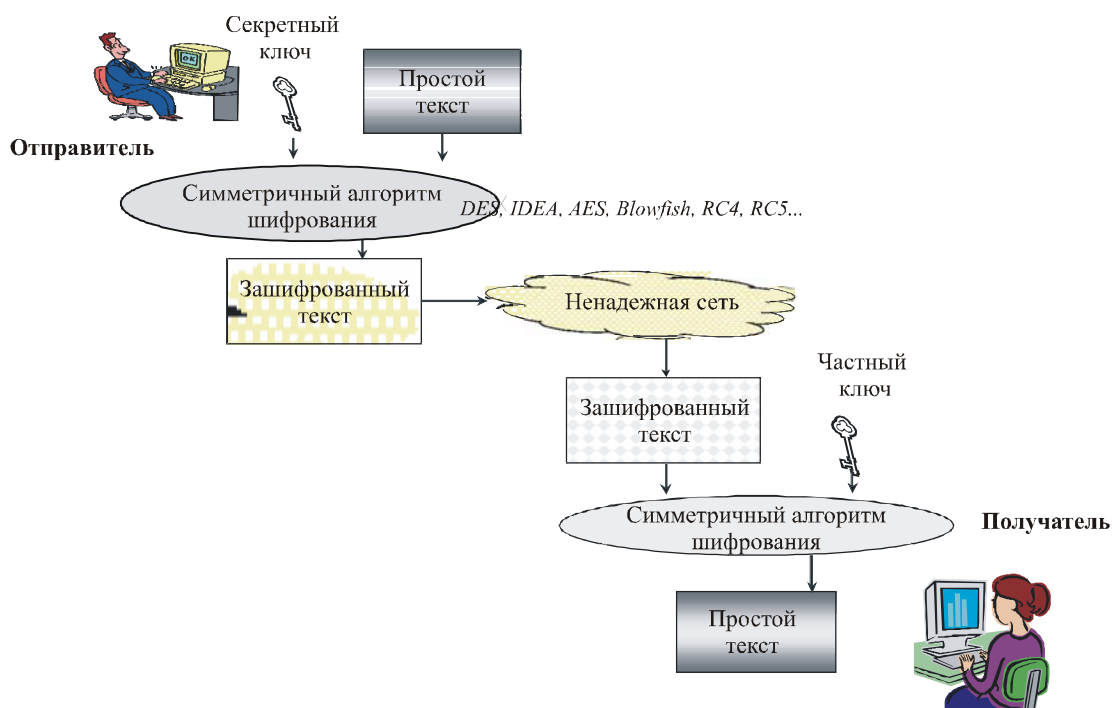 Секретный
ключ
Простой
текст
Отправитель
Симметричный алгоритм
шифрования
DES, IDEA, AES, Blowfish, RC4, RC5...
Зашифрованный
текст
Ненадежная сеть
Частный
ключ
Зашифрованный
текст
Симметричный алгоритм
шифрования
Получатель
Простой
текст